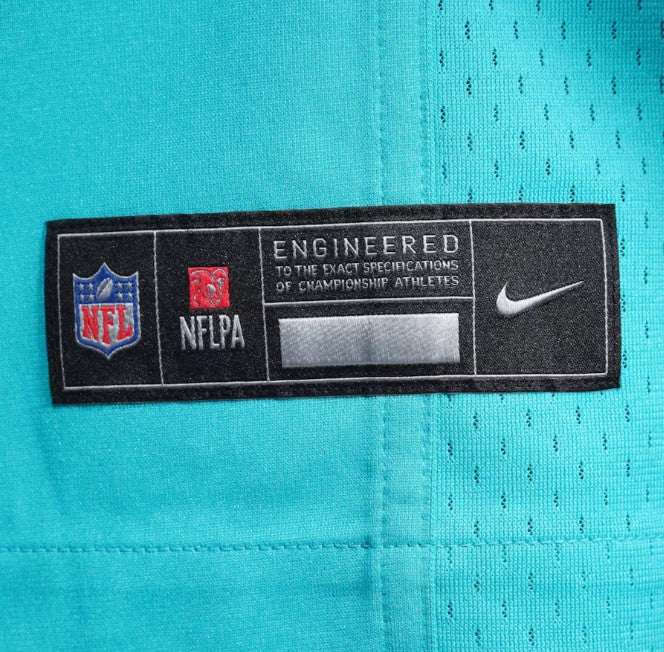 NFL
NFLPA
ENGINEERED
TO THE EXACT SPECIFICATIONS
OF CHAMPIONSHIP ATHLETES